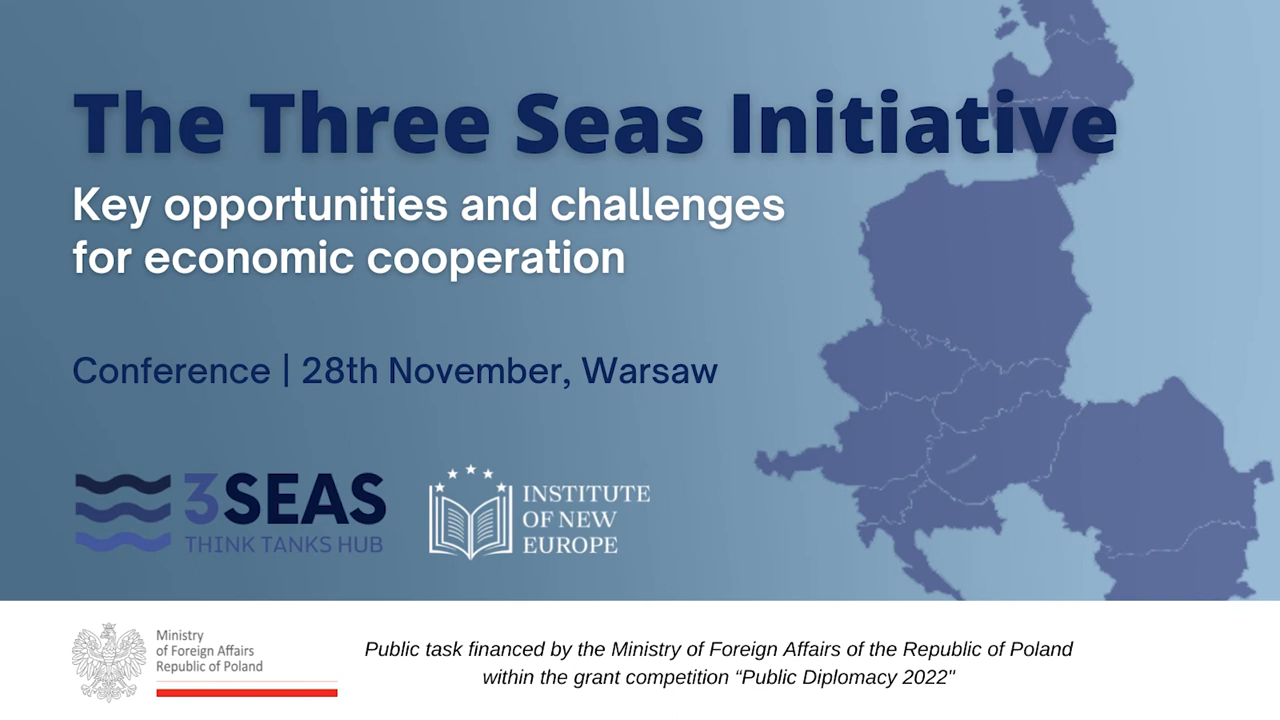 The Three Seas Initiative
Key opportunities and challenges
for economic cooperation
Conference | 28th November, Warsaw
3SEAS
THINK TANKS HUB
INSTITUTE
OF NEW
EUROPE
Ministry
of Foreign Affairs
Republic of Poland
Public task financed by the Ministry of Foreign Affairs of the Republic of Poland
within the grant competition “Public Diplomacy 2022"